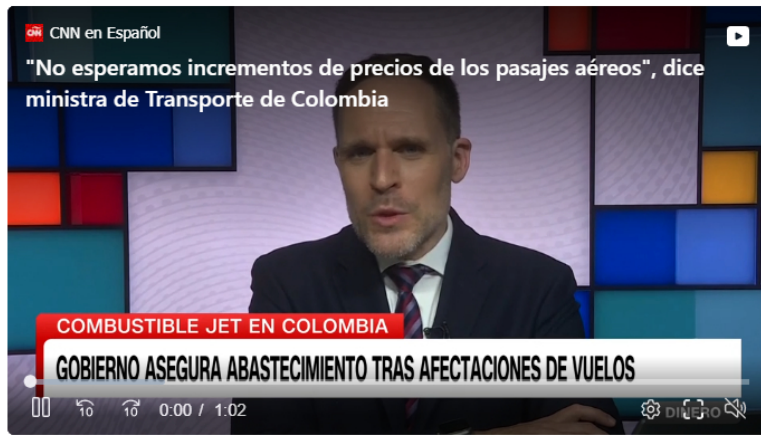 CNN en Español
"No esperamos incrementos de precios de los pasajes aéreos", dice
ministra de Transporte de Colombia
COMBUSTIBLE JET EN COLOMBIA
GOBIERNO ASEGURA ABASTECIMIENTO TRAS AFECTACIONES DE VUELOS
10 10 0:00 / 1:02 DINERO